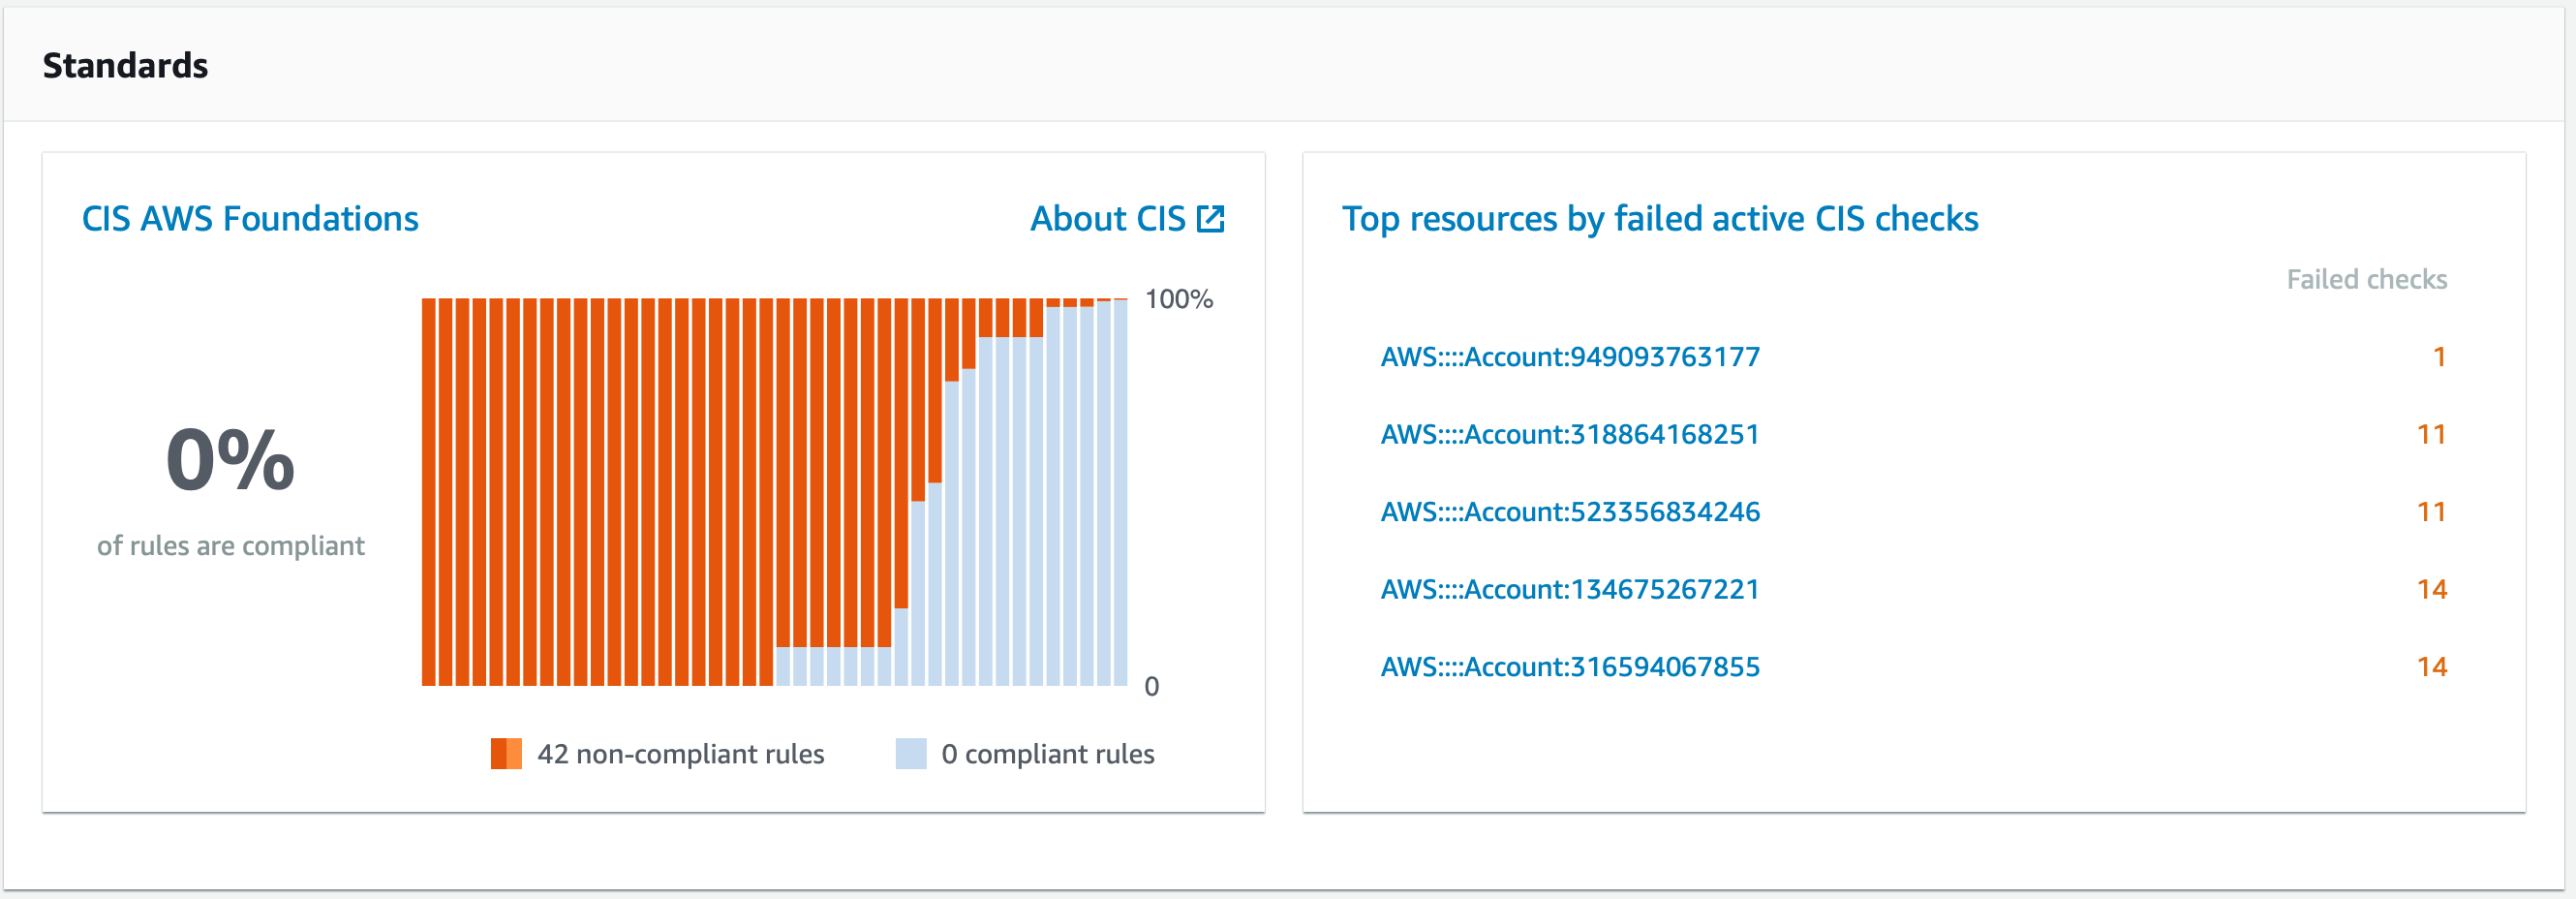 Standards
CIS AWS Foundations
About CIS
100%
0%
of rules are compliant
0
42 non-compliant rules
0 compliant rules
Top resources by failed active CIS checks
Failed checks
AWS::::Account:949093763177 1
AWS::::Account:318864168251 11
AWS::::Account:523356834246 11
AWS::::Account:134675267221 14
AWS::::Account:316594067855 14